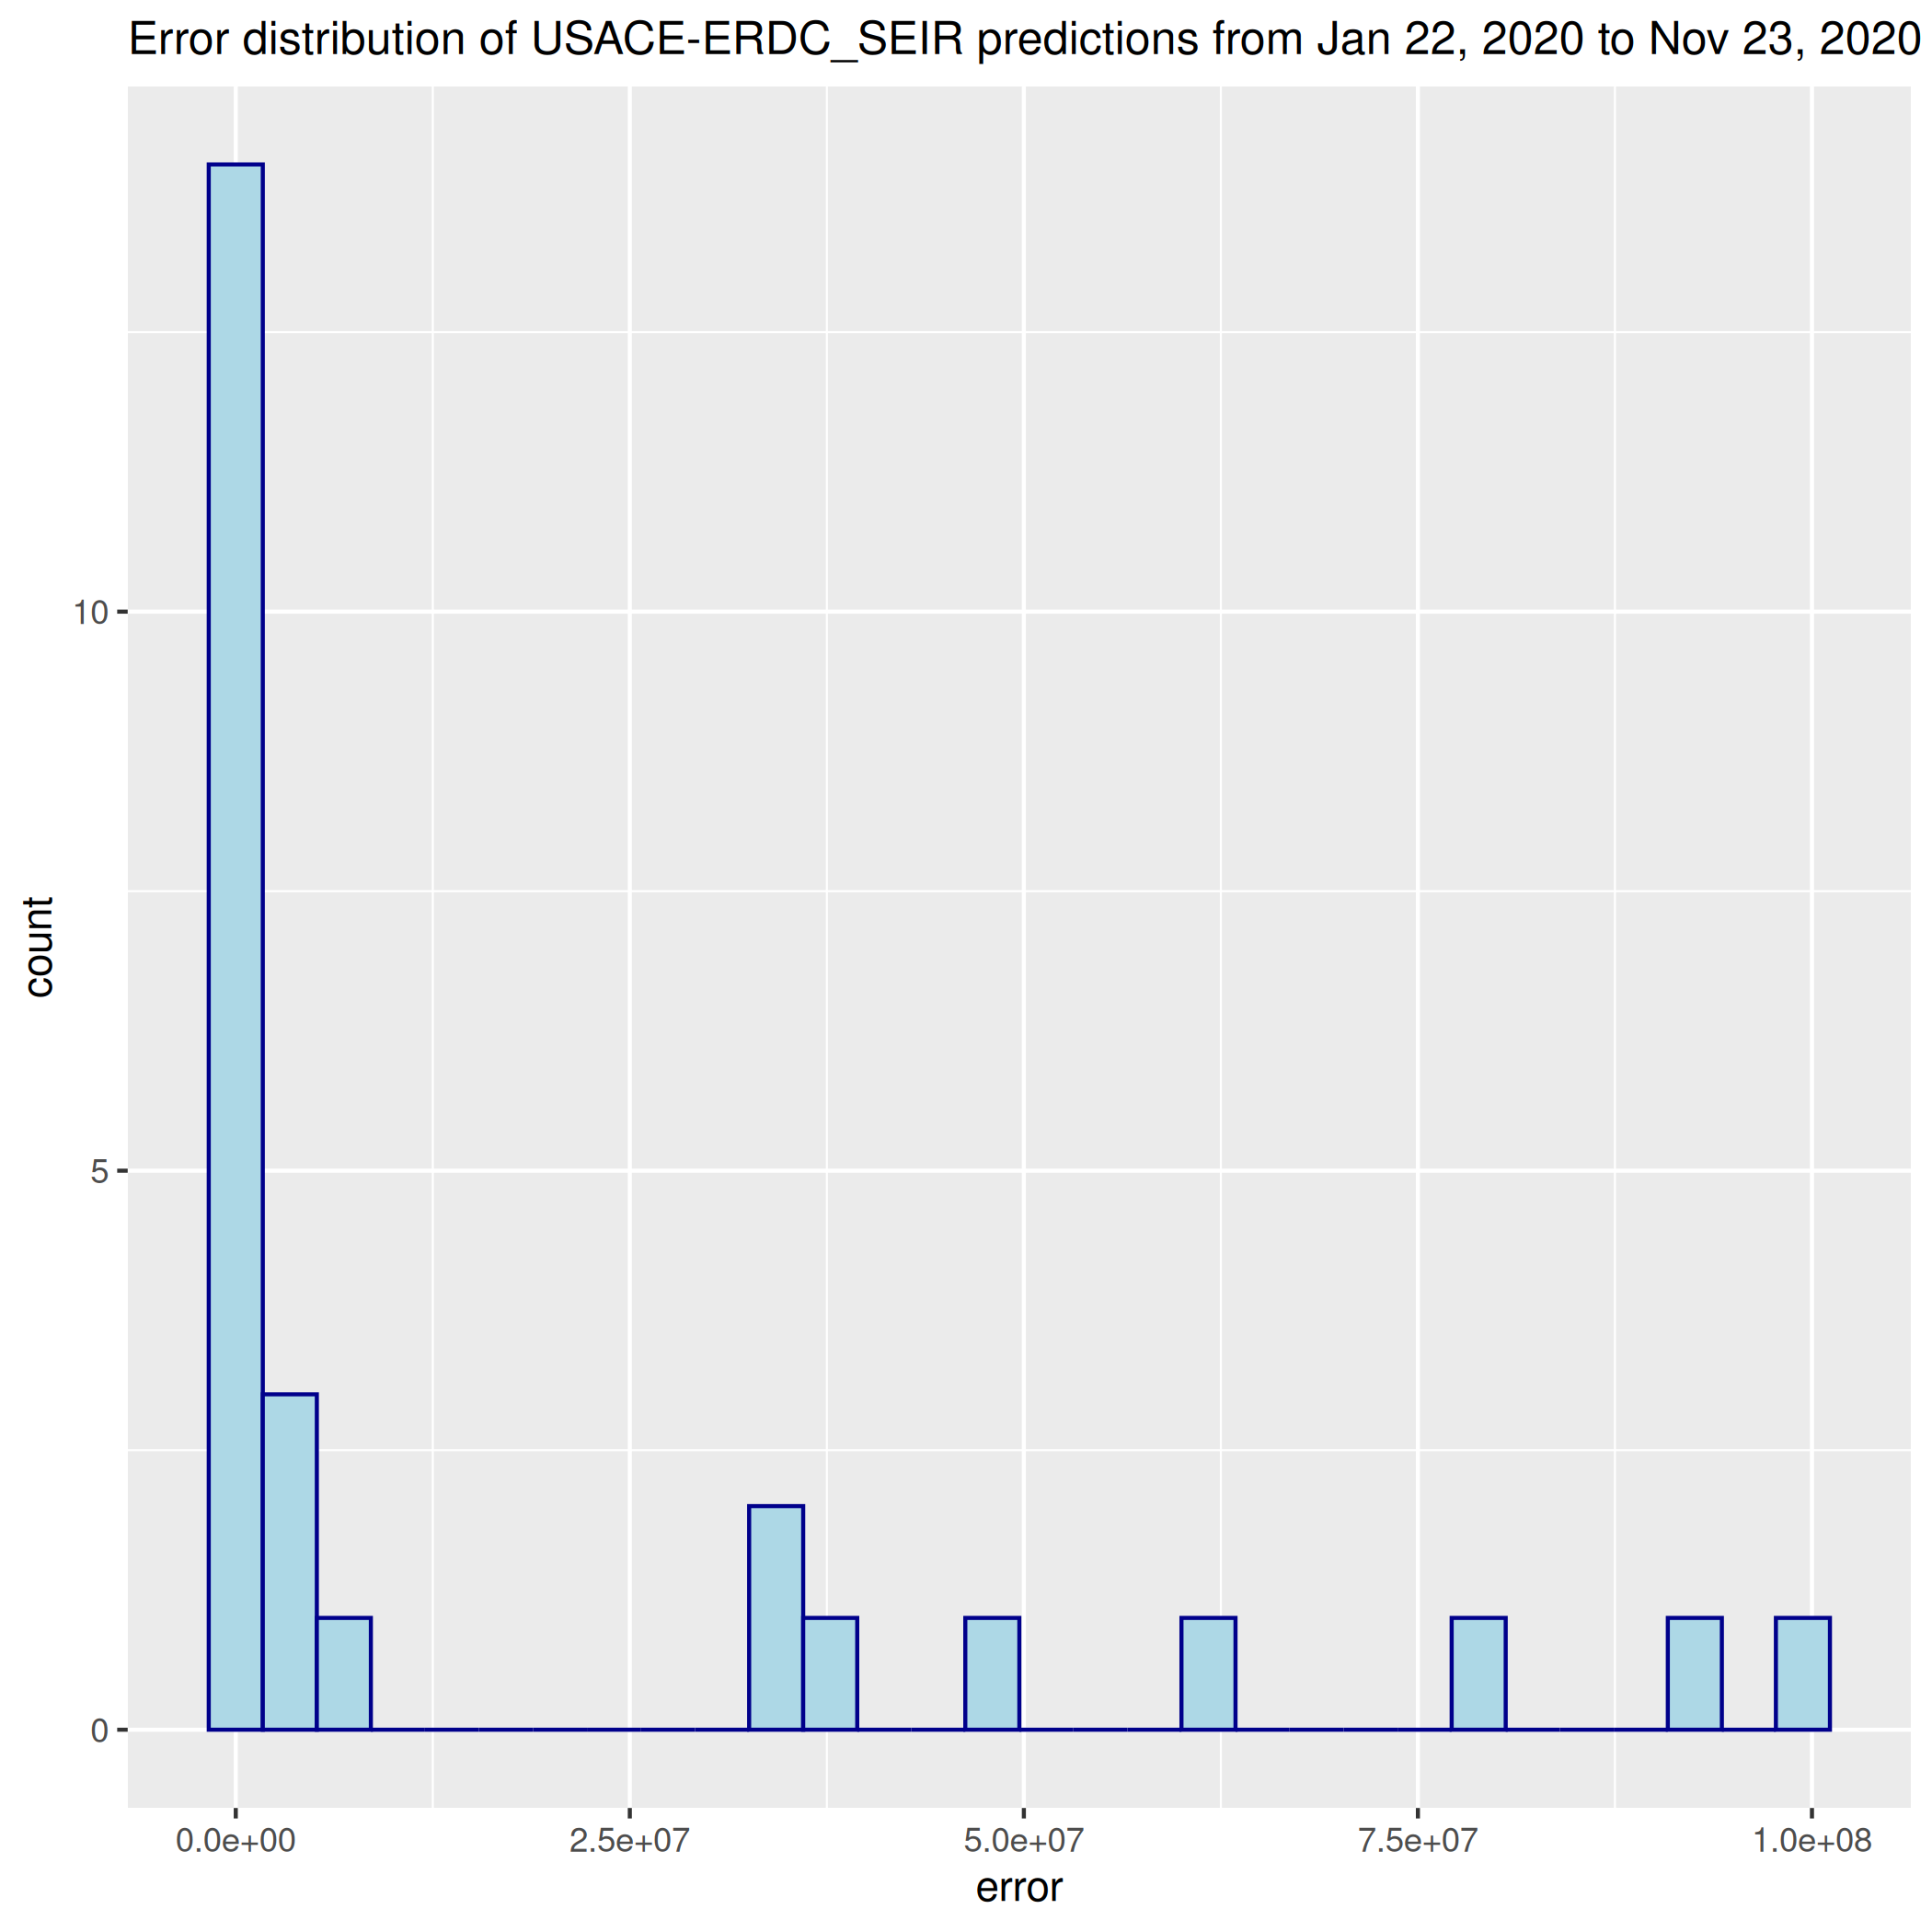 Error distribution of USACE-ERDC_SEIR predictions from Jan 22, 2020 to Nov 23, 2020
count
10
5
0
0.0e+00 2.5e+07 5.0e+07 7.5e+07 1.0e+08
error